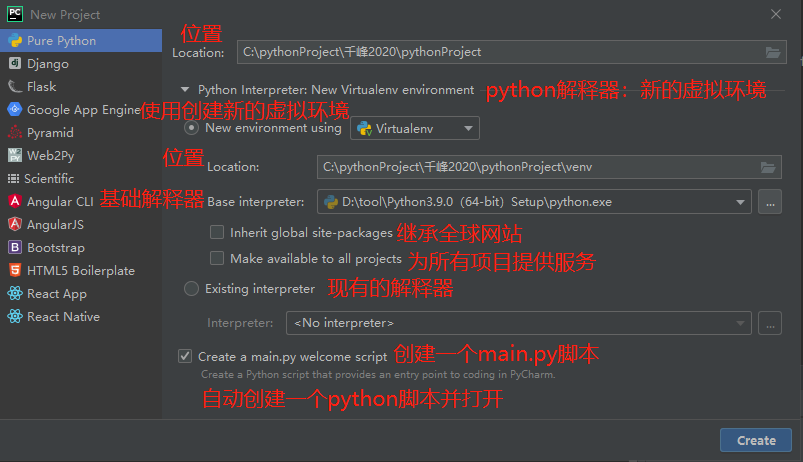 New Project
Pure Python
Django
Flask
Google App Engine
Pyramid
Web2Py
Scientific
Angular CLI
AngularJS
Bootstrap
HTML5 Boilerplate
React App
React Native
位置
Location: C:\pythonProject\千峰2020\pythonProject
Python Interpreter: New Virtualenv environment python解释器：新的虚拟环境
使用创建新的虚拟环境
New environment using Virtualenv
位置
Location: C:\pythonProject\千峰2020\pythonProject\venv
基础解释器 Base interpreter: D:\tool\Python3.9.0（64-bit）Setup\python.exe ...
Inherit global site-packages 继承全球网站
Make available to all projects 为所有项目提供服务
Existing interpreter 现有的解释器
Interpreter: <No interpreter> ...
Create a main.py welcome script 创建一个main.py脚本
Create a Python script that provides an entry point to coding in PyCharm.
自动创建一个python脚本并打开
Create